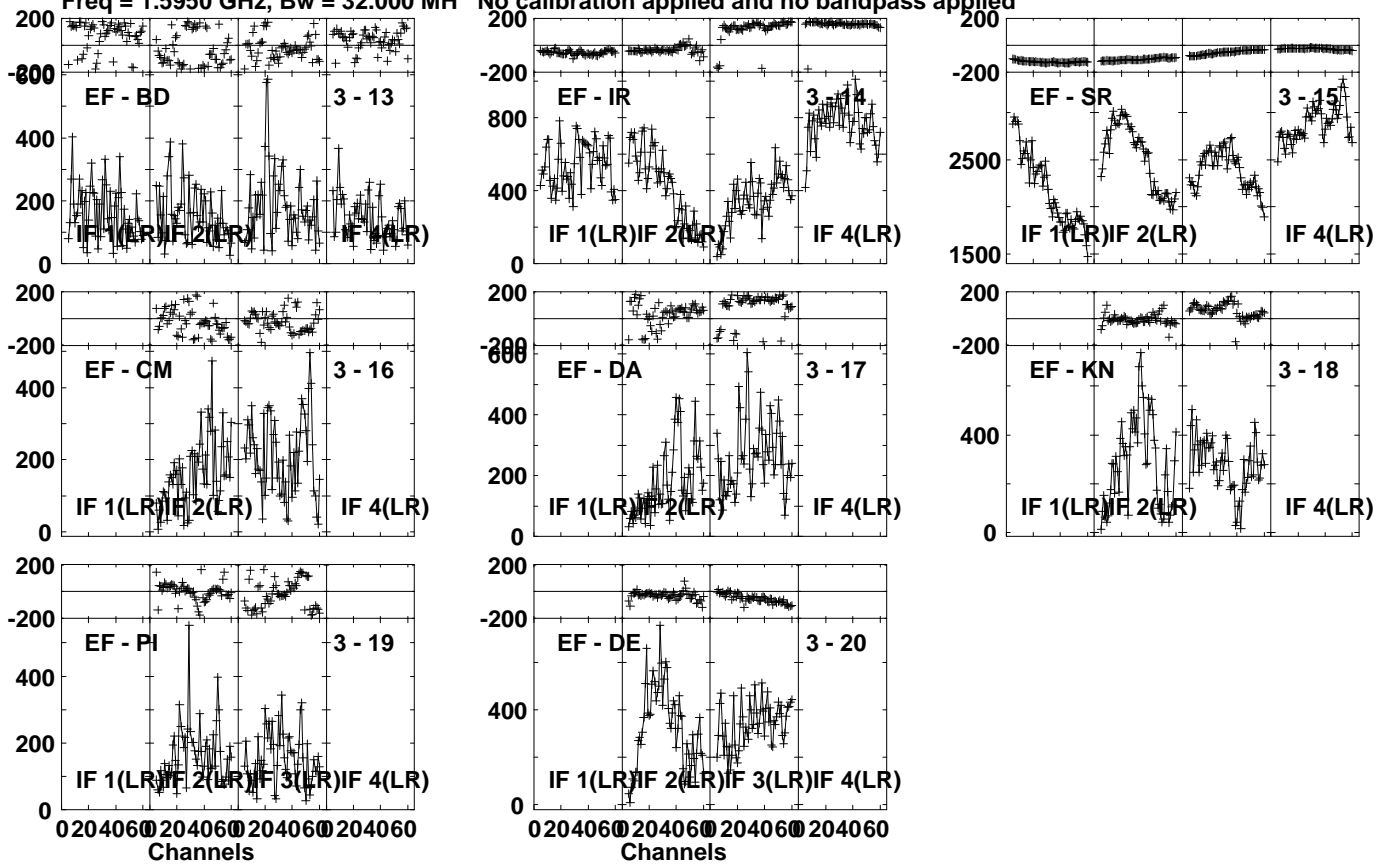 Freq = 1.5950 GHz, Bw = 32.000 MH No calibration applied and no bandpass applied
200
-200
600
400
200
0
EF - BD
3 - 13
IF 1(LR)
IF 2(LR)
IF 4(LR)
200
-200
800
400
0
EF - IR
3 - 14
IF 1(LR)
IF 2(LR)
IF 4(LR)
200
-200
2500
1500
EF - SR
3 - 15
IF 1(LR)
IF 2(LR)
IF 4(LR)
200
-200
400
200
0
EF - CM
3 - 16
IF 1(LR)
IF 2(LR)
IF 4(LR)
200
-200
600
400
200
0
EF - DA
3 - 17
IF 1(LR)
IF 2(LR)
IF 4(LR)
200
-200
400
0
EF - KN
3 - 18
IF 1(LR)
IF 2(LR)
IF 4(LR)
200
-200
400
200
0
EF - PI
3 - 19
IF 1(LR)
IF 2(LR)
IF 3(LR)
IF 4(LR)
0 20 40 60 0 20 40 60 0 20 40 60 0 20 40 60
Channels
200
-200
400
0
EF - DE
3 - 20
IF 1(LR)
IF 2(LR)
IF 3(LR)
IF 4(LR)
0 20 40 60 0 20 40 60 0 20 40 60 0 20 40 60
Channels